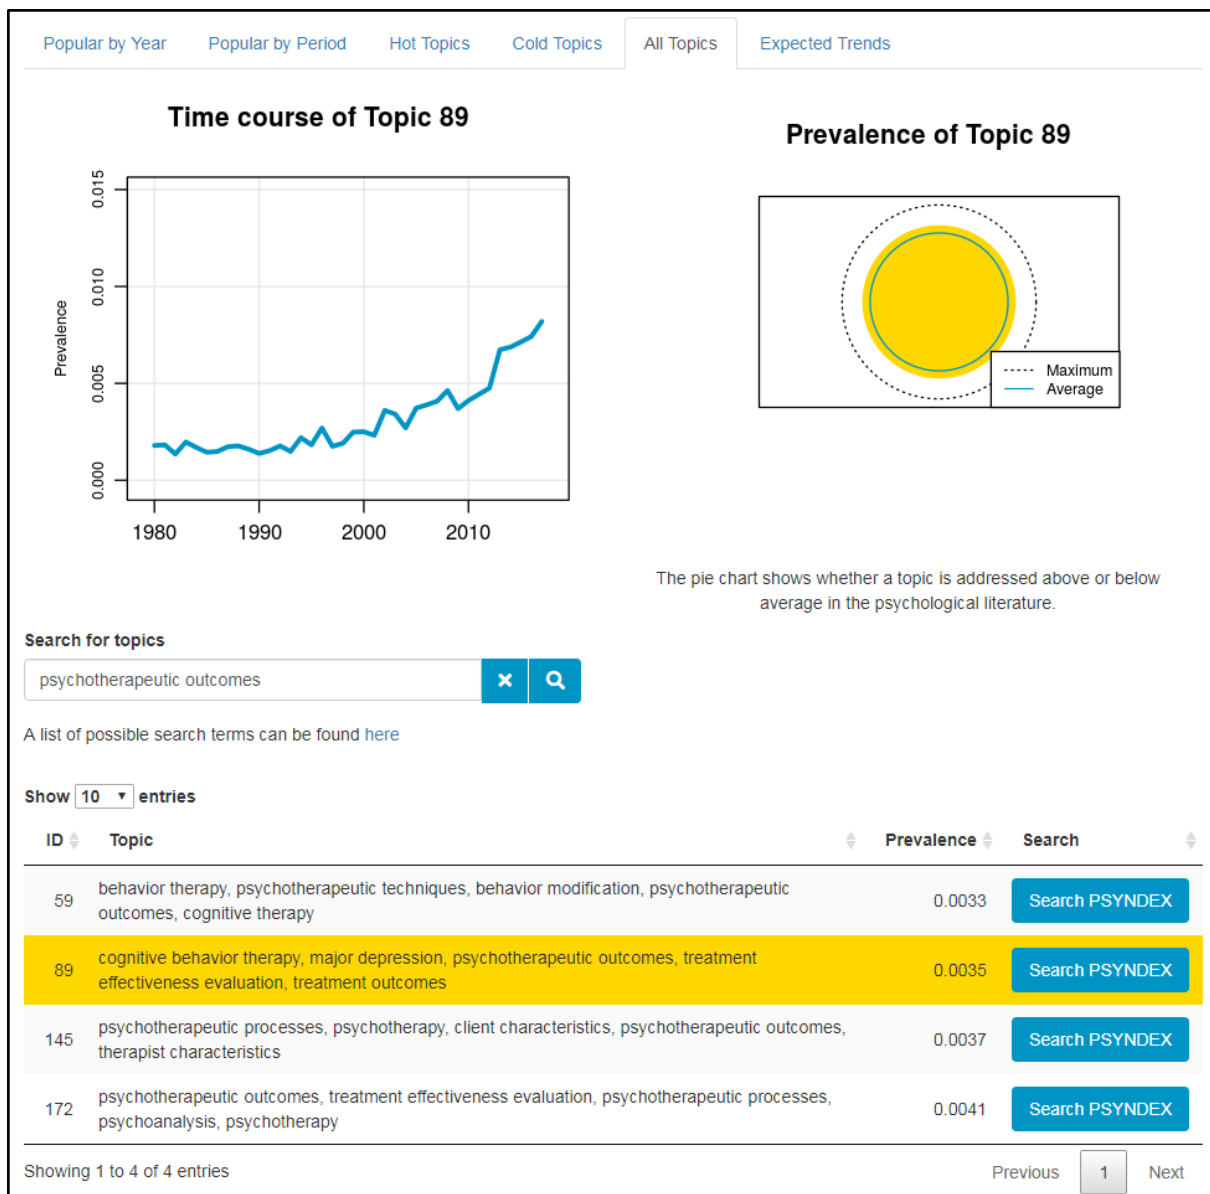 Popular by Year Popular by Period Hot Topics Cold Topics All Topics Expected Trends
Time course of Topic 89
Prevalence
0.015
0.010
0.005
0.000
1980 1990 2000 2010
Prevalence of Topic 89
Maximum
Average
The pie chart shows whether a topic is addressed above or below
average in the psychological literature.
Search for topics
psychotherapeutic outcomes
A list of possible search terms can be found here
Show 10 entries
ID Topic Prevalence Search
59 behavior therapy, psychotherapeutic techniques, behavior modification, psychotherapeutic
outcomes, cognitive therapy 0.0033 Search PSYNDEX
89 cognitive behavior therapy, major depression, psychotherapeutic outcomes, treatment
effectiveness evaluation, treatment outcomes 0.0035 Search PSYNDEX
145 psychotherapeutic processes, psychotherapy, client characteristics, psychotherapeutic outcomes,
therapist characteristics 0.0037 Search PSYNDEX
172 psychotherapeutic outcomes, treatment effectiveness evaluation, psychotherapeutic processes,
psychoanalysis, psychotherapy 0.0041 Search PSYNDEX
Showing 1 to 4 of 4 entries Previous 1 Next